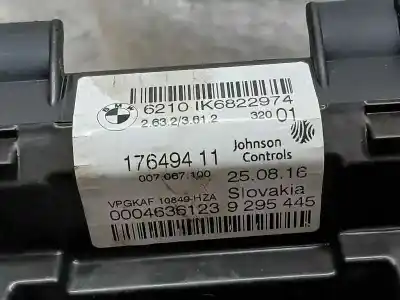 BMW
6210 IK6822974
2.63.2/3.61.2 320 01
176494 11 Johnson Controls
007.067.100 25.08.16
VPGKAF 10849-HZA Slovakia
0004636123 9 295 445